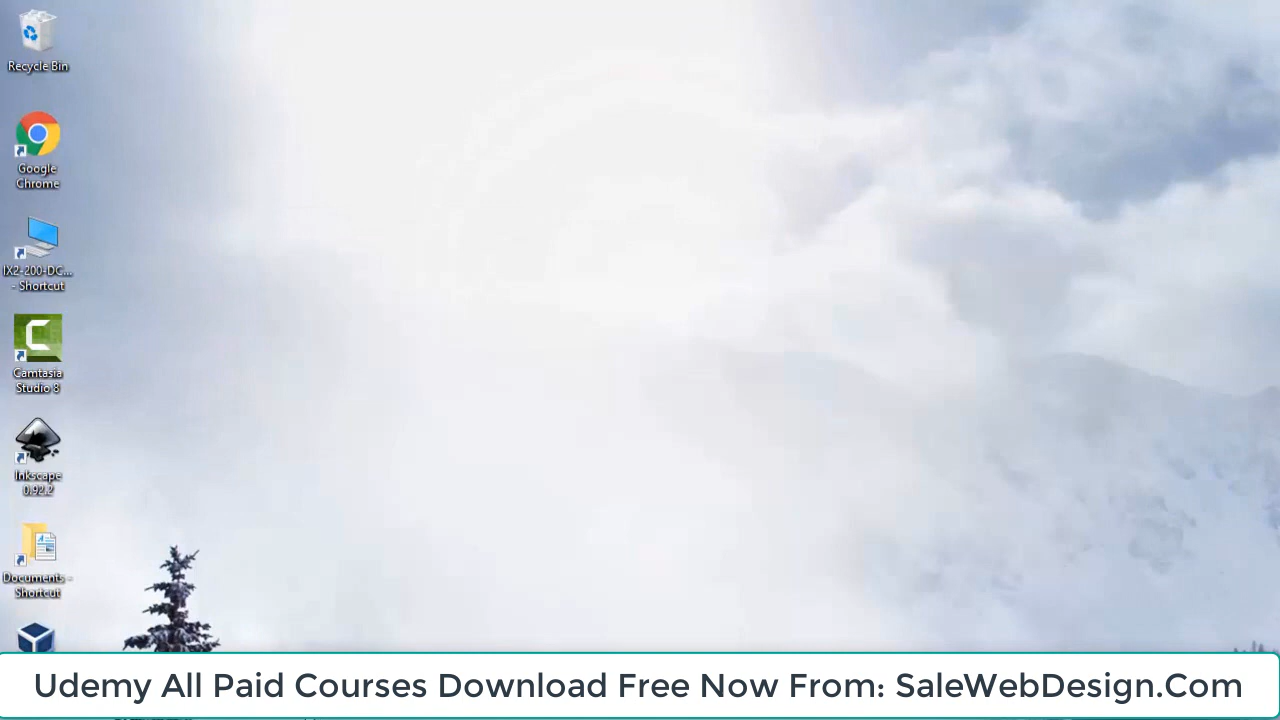 Recycle Bin
Google
Chrome
IX2-200-DC...
- Shortcut
Camtasia
Studio 8
Inkscape
0.92.2
Documents -
Shortcut
Udemy All Paid Courses Download Free Now From: SaleWebDesign.Com